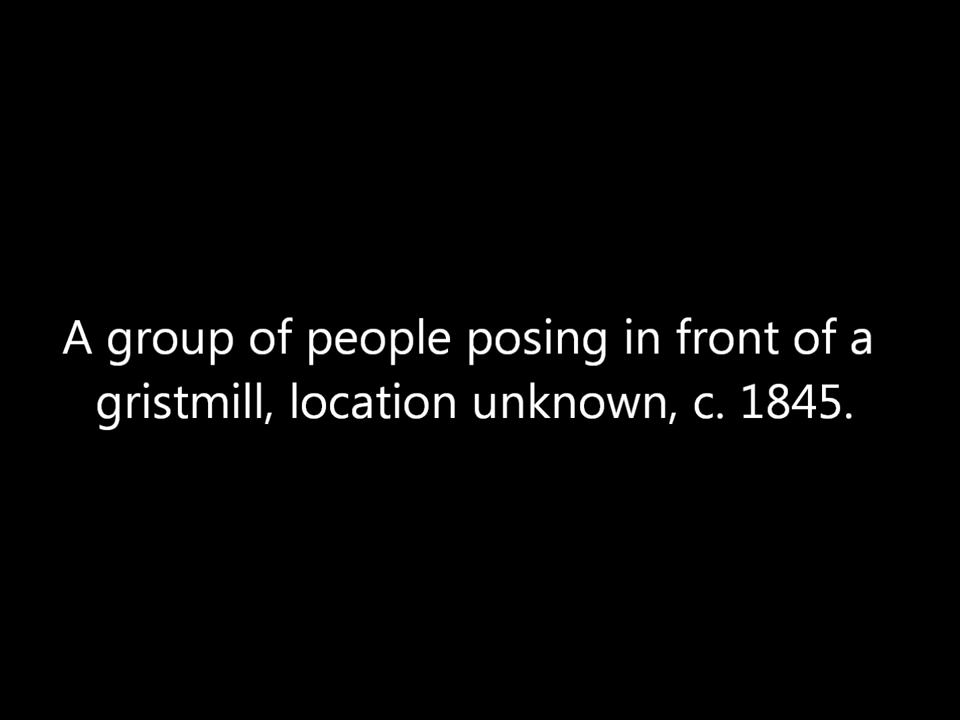 A group of people posing in front of a
gristmill, location unknown, c. 1845.